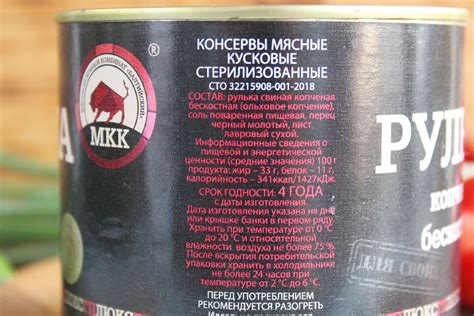 КОНСЕРВЫ МЯСНЫЕ
КУСКОВЫЕ
СТЕРИЛИЗОВАННЫЕ
СТО 32215908-001-2018
СОСТАВ: рулька свиная копченая
бескостная (ольховое копчение),
соль поваренная пищевая, перец
черный молотый, лист
лавровый сухой.
Информационные сведения о
пищевой и энергетической
ценности (средние значения) 100 г
продукта: жир – 33 г, белок – 11 г,
калорийность – 341ккал/1427кДж.
СРОК ГОДНОСТИ: 4 ГОДА
с даты изготовления.
Дата изготовления указана на дне
или крышке банки в первом ряду.
Хранить при температуре от 0°С
до 20 °С и относительной
влажности воздуха не более 75 %.
После вскрытия потребительской
упаковки хранить в холодильнике
не более 24 часов при
температуре от 2°С до 6 °С.
ПЕРЕД УПОТРЕБЛЕНИЕМ
РЕКОМЕНДУЕТСЯ РАЗОГРЕТЬ
МКК
®
А
РУЛ
копч
беск